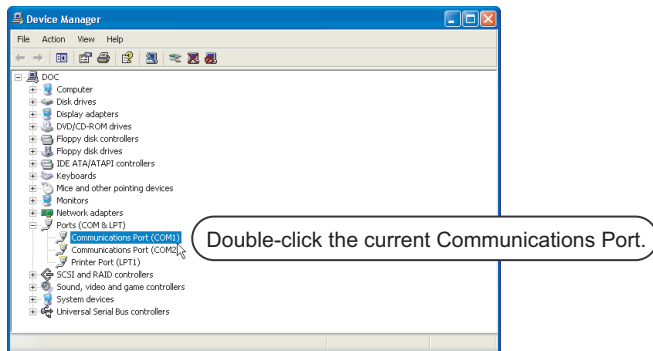 Device Manager
File Action View Help
DOC
Computer
Disk drives
Display adapters
DVD/CD-ROM drives
Floppy disk controllers
Floppy disk drives
IDE ATA/ATAPI controllers
Keyboards
Mice and other pointing devices
Monitors
Network adapters
Ports (COM & LPT)
Communications Port (COM1)
Double-click the current Communications Port.
Communications Port (COM2
Printer Port (LPT1)
SCSI and RAID controllers
Sound, video and game controllers
System devices
Universal Serial Bus controllers